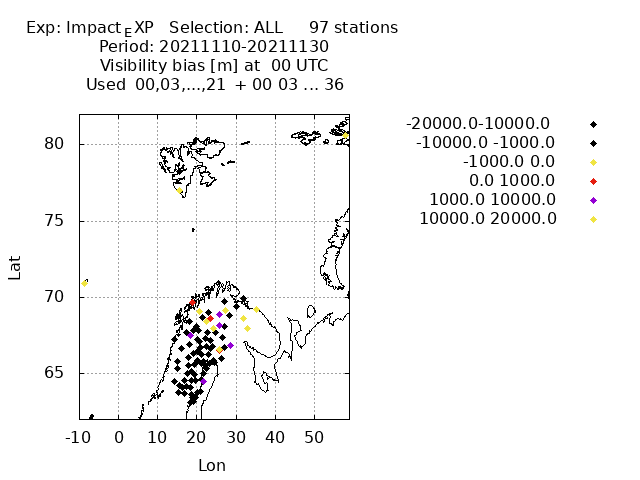 Exp: Impact_EXP Selection: ALL 97 stations
Period: 20211110-20211130
Visibility bias [m] at 00 UTC
Used 00,03,...,21 + 00 03 ... 36
-20000.0-10000.0
-10000.0 -1000.0
-1000.0 0.0
0.0 1000.0
1000.0 10000.0
10000.0 20000.0
80
75
70
65
Lat
-10 0 10 20 30 40 50
Lon